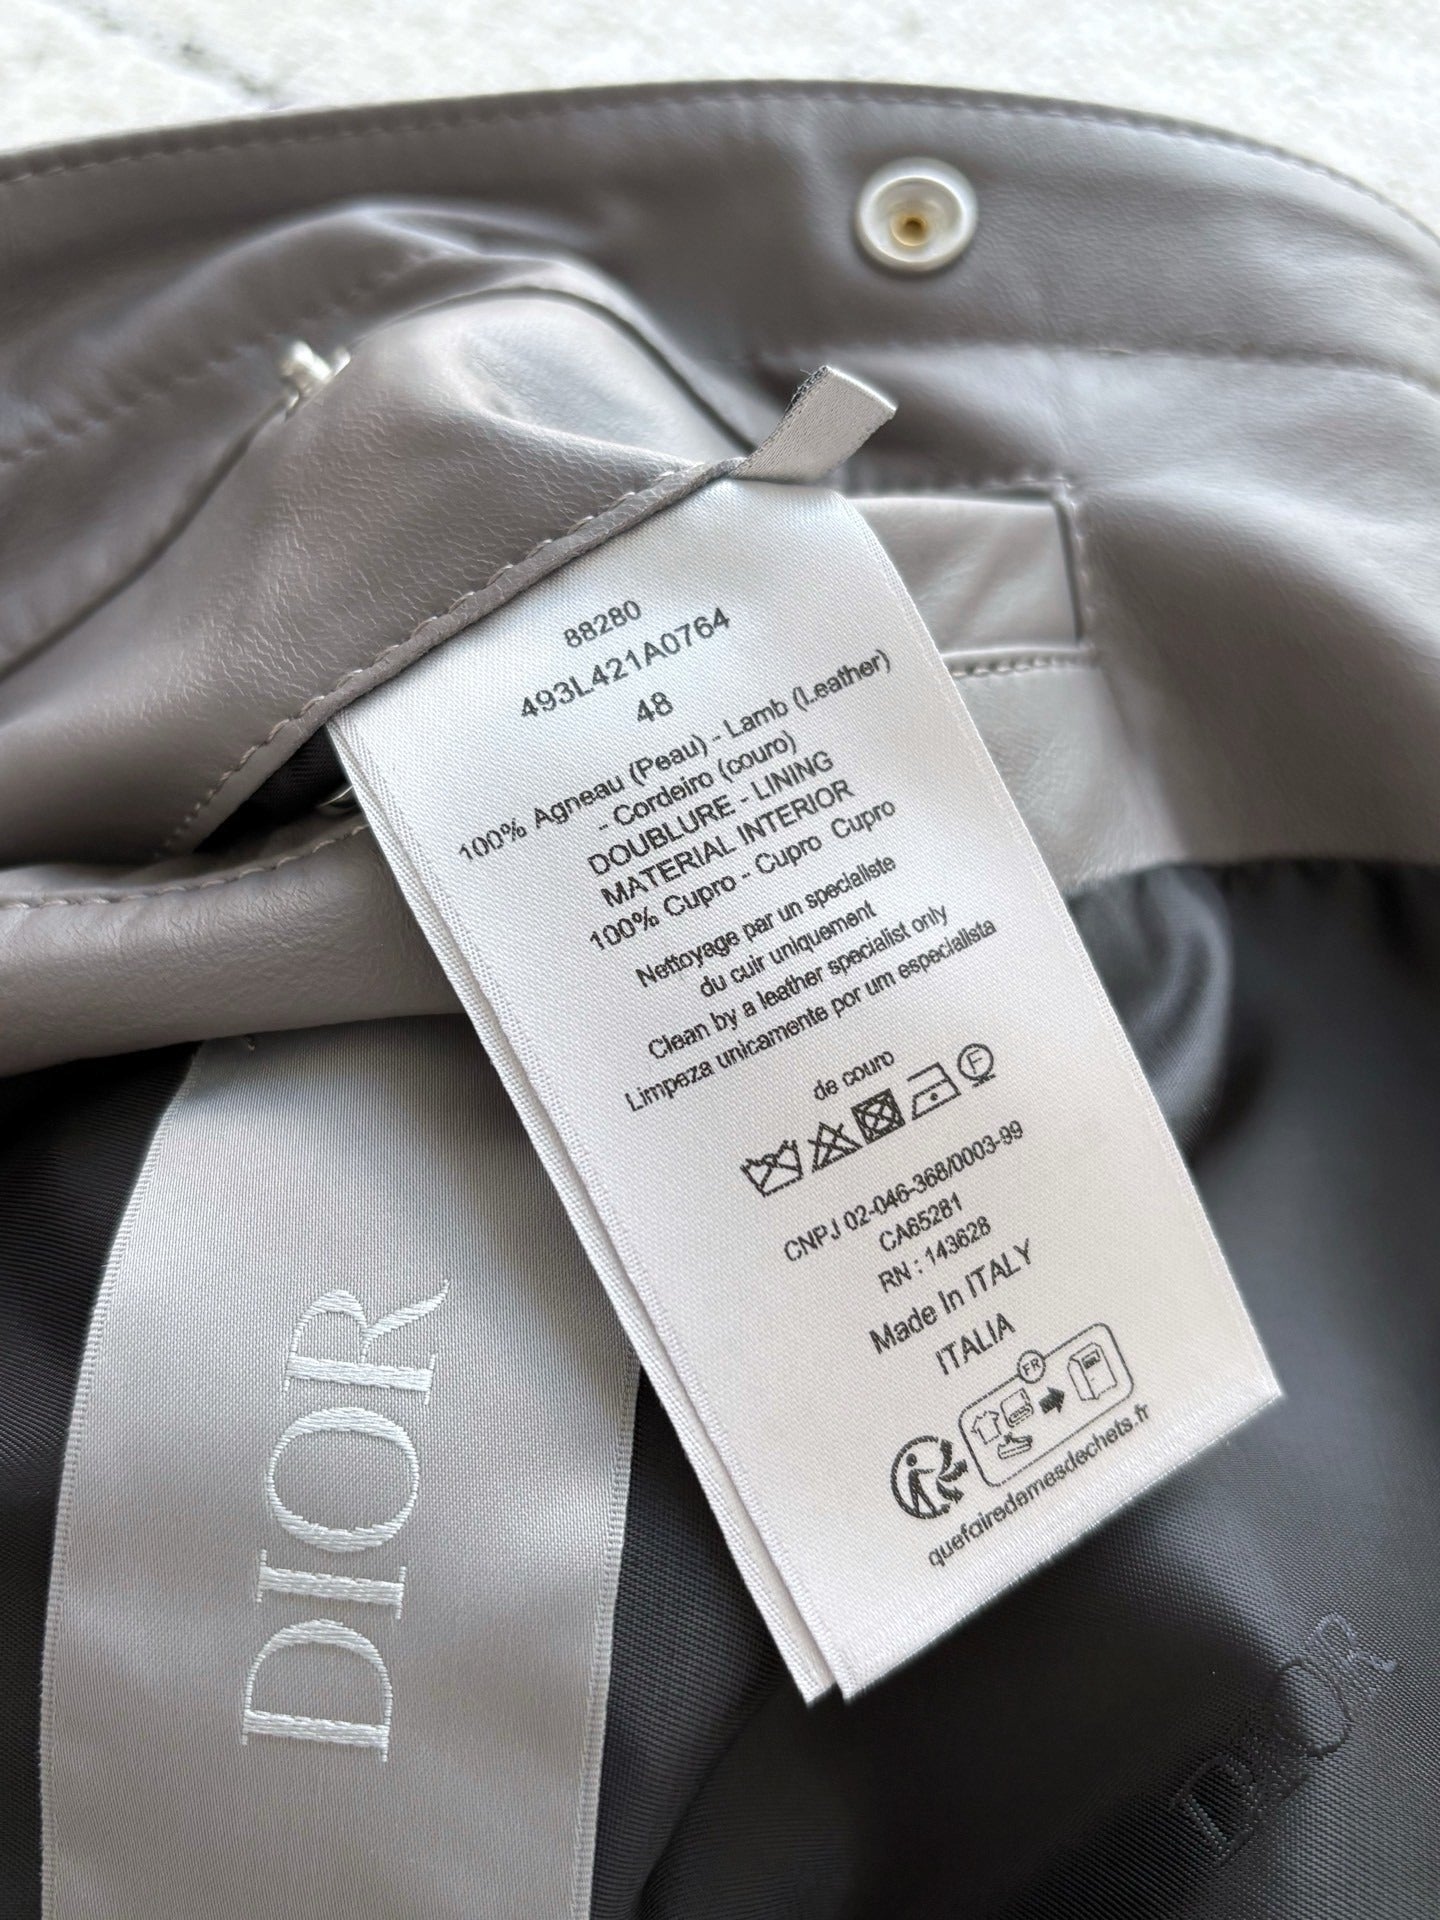 88280
493L421A0764
48
100% Agneau (Peau) - Lamb (Leather)
- Cordeiro (couro)
DOUBLURE - LINING
MATERIAL INTERIOR
100% Cupro - Cupro Cupro
Nettoyage par un specialiste
du cuir uniquement
Clean by a leather specialist only
Limpeza unicamente por um especialista
de couro
F
CNPJ 02-046-368/0003-99
CA65281
RN : 143628
Made In ITALY
ITALIA
FR
quefairedemesdechets.fr
DIOR
DIOR